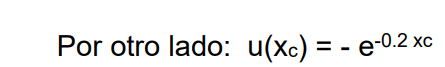 Por otro lado: u(xc) = - e-0.2 xc